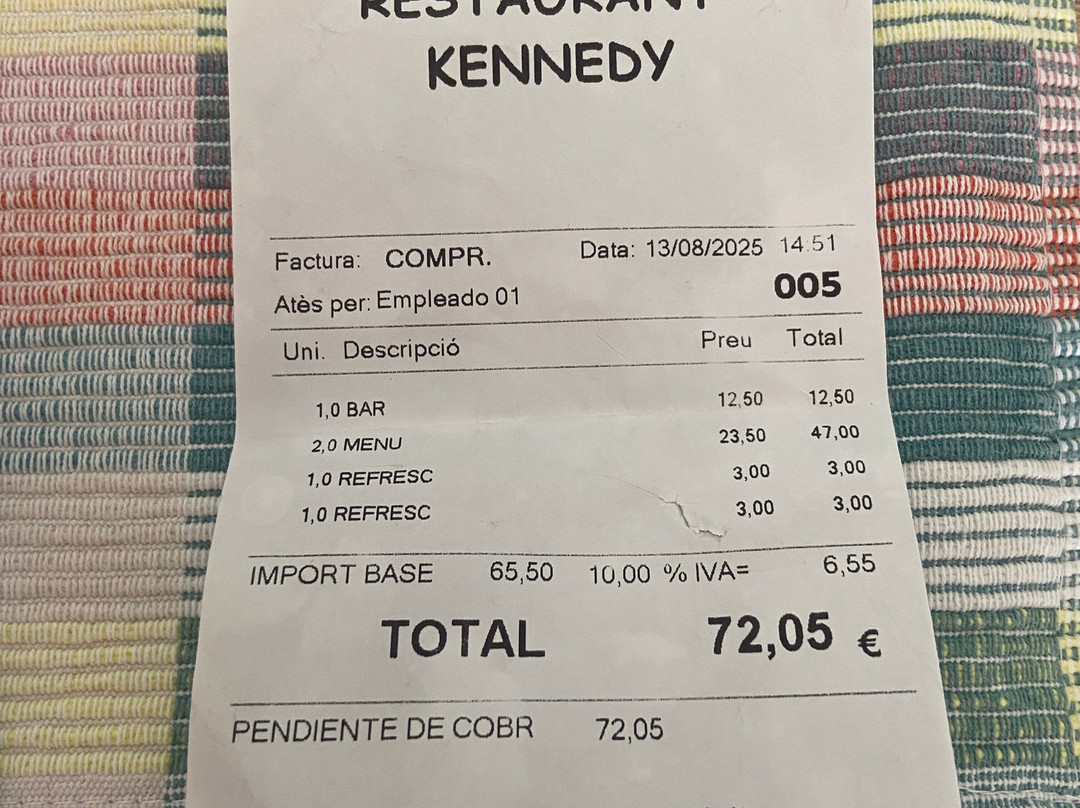 RESTAURANT
KENNEDY
Factura: COMPR. Data: 13/08/2025 14:51
Atès per: Empleado 01 005
Uni. Descripció Preu Total
1,0 BAR 12,50 12,50
2,0 MENU 23,50 47,00
1,0 REFRESC 3,00 3,00
1,0 REFRESC 3,00 3,00
IMPORT BASE 65,50 10,00 % IVA= 6,55
TOTAL 72,05 €
PENDIENTE DE COBR 72,05